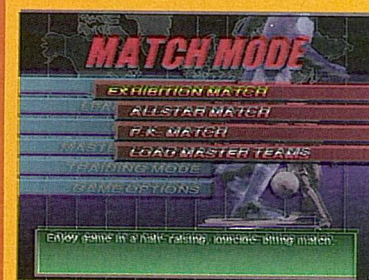 MATCH MODE
EXHIBITION MATCH
ALLSTAR MATCH
P.K. MATCH
LOAD MASTER TEAMS
TRAINING MODE
GAME OPTIONS
Enjoy game in a hair-raising, match.